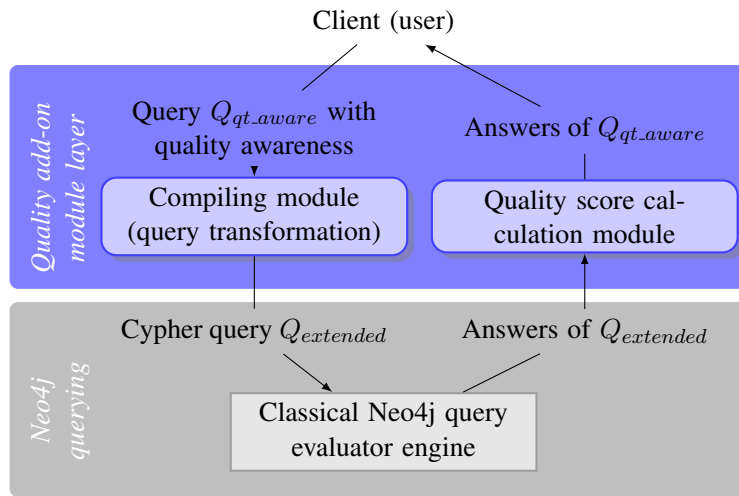 Client (user)
Quality add-on
module layer
Query Q_{qt_aware} with
quality awareness
Answers of Q_{qt_aware}
Compiling module
(query transformation)
Quality score cal-
culation module
Neo4j
querying
Cypher query Q_{extended}
Answers of Q_{extended}
Classical Neo4j query
evaluator engine